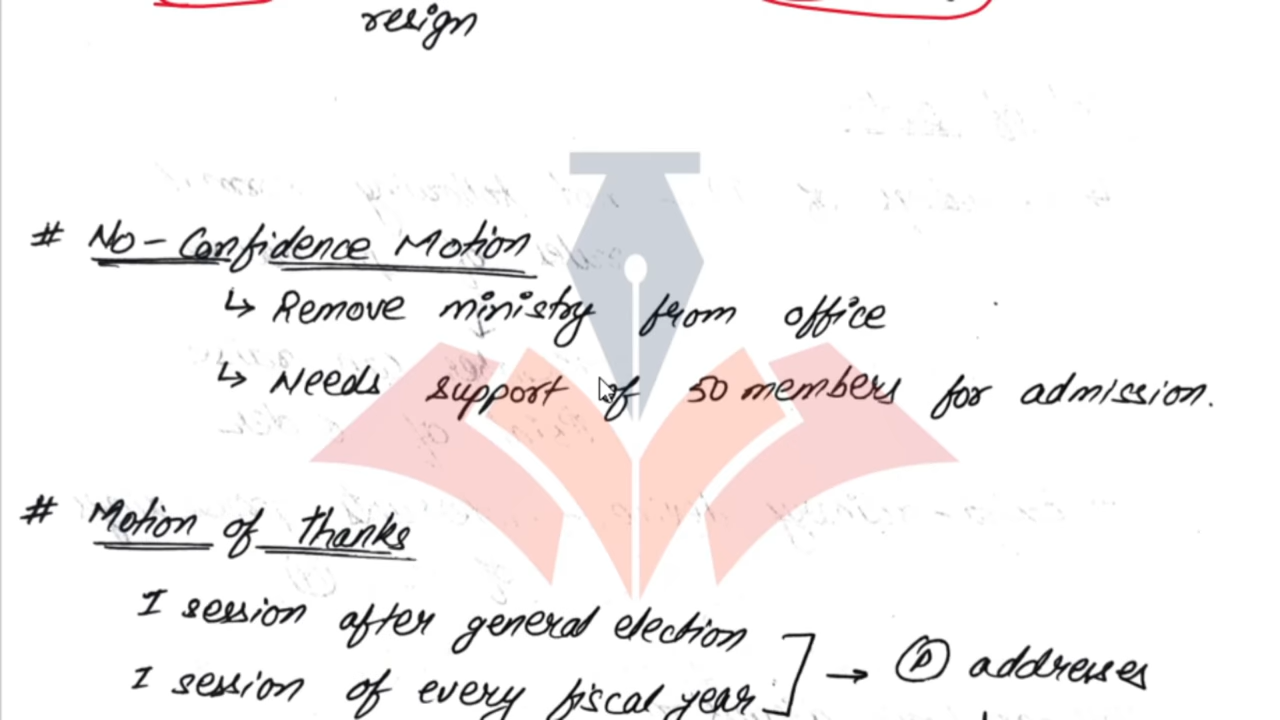 resign
# No-Confidence Motion
↳ Remove ministry from office
↳ Needs support of 50 members for admission.
# Motion of thanks
I session after general election
I session of every fiscal year ] → Ⓟ addresses